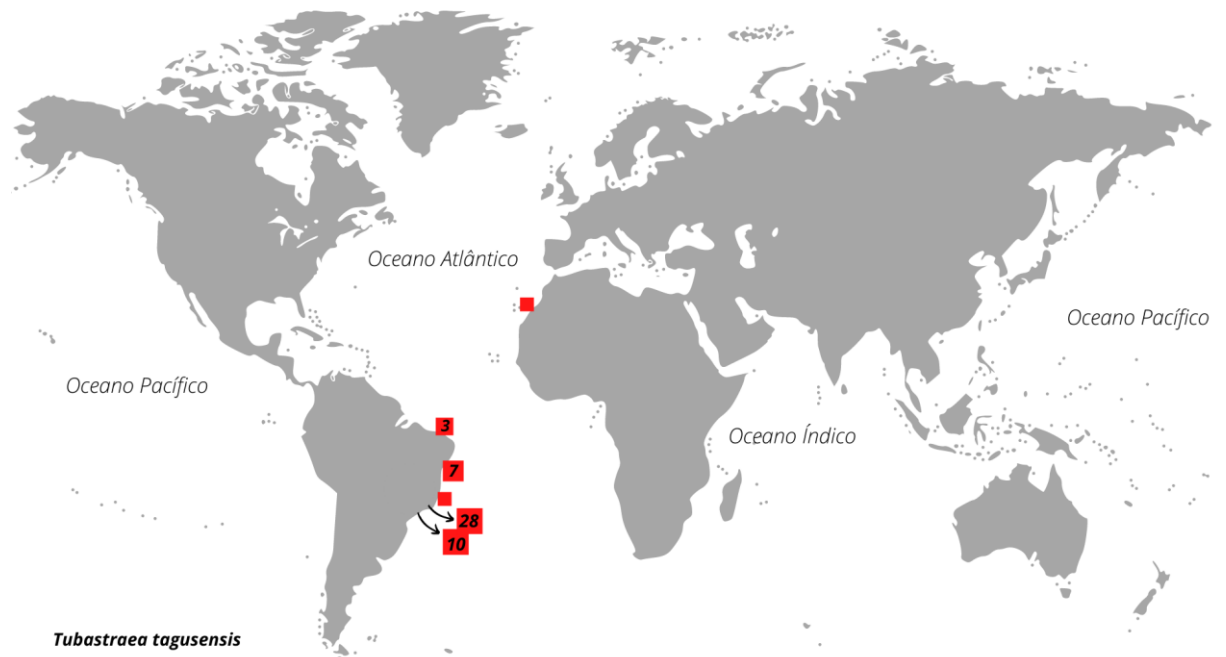 Oceano Atlântico
Oceano Pacífico
Oceano Pacífico
3
Oceano Índico
7
28
10
Tubastraea tagusensis